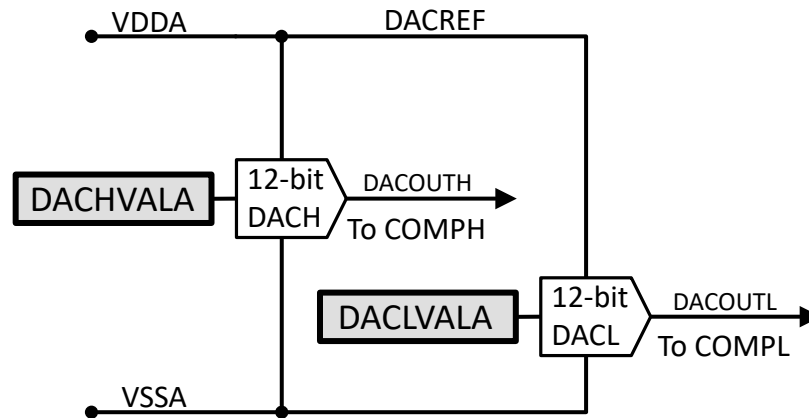 VDDA
DACREF
DACHVALA
12-bit
DACH
DACOUTH
To COMPH
DACLVALA
12-bit
DACL
DACOUTL
To COMPL
VSSA